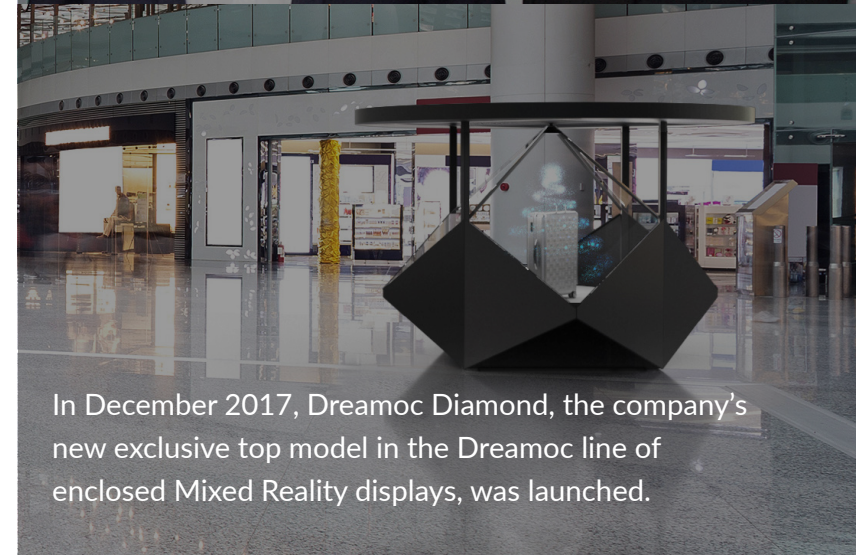 In December 2017, Dreamoc Diamond, the company’s
new exclusive top model in the Dreamoc line of
enclosed Mixed Reality displays, was launched.